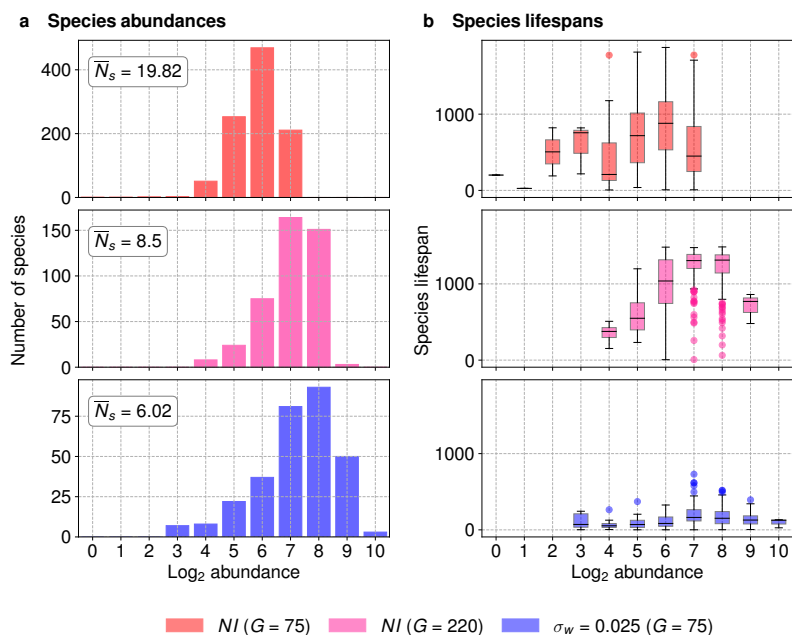 a Species abundances
b Species lifespans
N̅s = 19.82
400
200
0
1000
0
Number of species
N̅s = 8.5
150
100
50
0
Species lifespan
1000
0
N̅s = 6.02
75
50
25
0
1000
0
0 1 2 3 4 5 6 7 8 9 10
0 1 2 3 4 5 6 7 8 9 10
Log₂ abundance
Log₂ abundance
NI (G = 75) NI (G = 220) σw = 0.025 (G = 75)